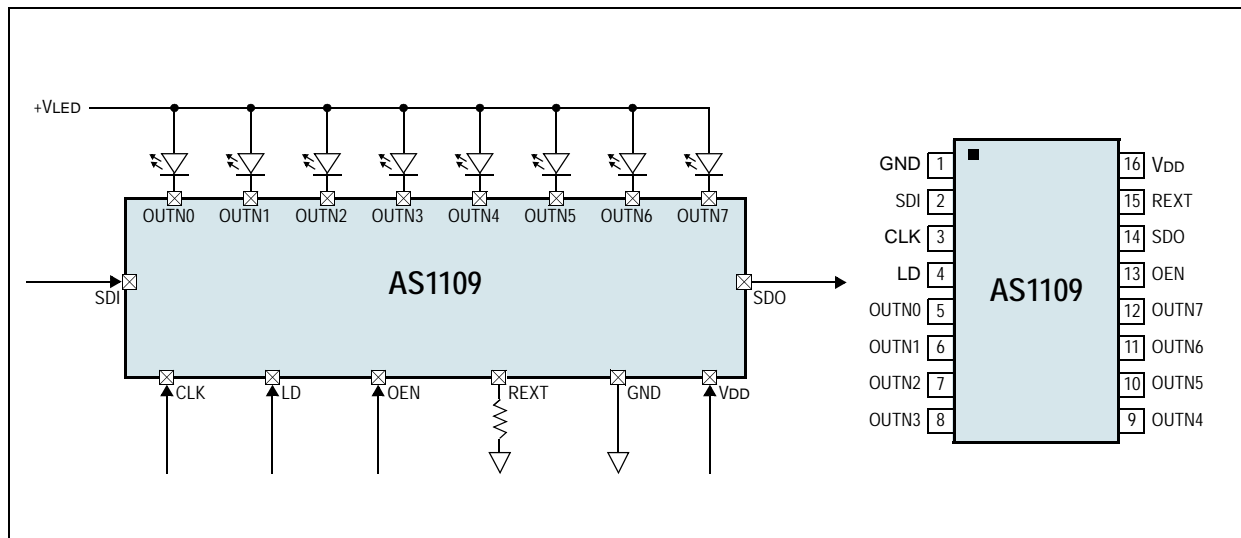 +VLED
OUTN0 OUTN1 OUTN2 OUTN3 OUTN4 OUTN5 OUTN6 OUTN7
AS1109
SDI
SDO
CLK LD OEN REXT GND VDD
GND 1
SDI 2
CLK 3
LD 4
OUTN0 5
OUTN1 6
OUTN2 7
OUTN3 8
AS1109
16 VDD
15 REXT
14 SDO
13 OEN
12 OUTN7
11 OUTN6
10 OUTN5
9 OUTN4